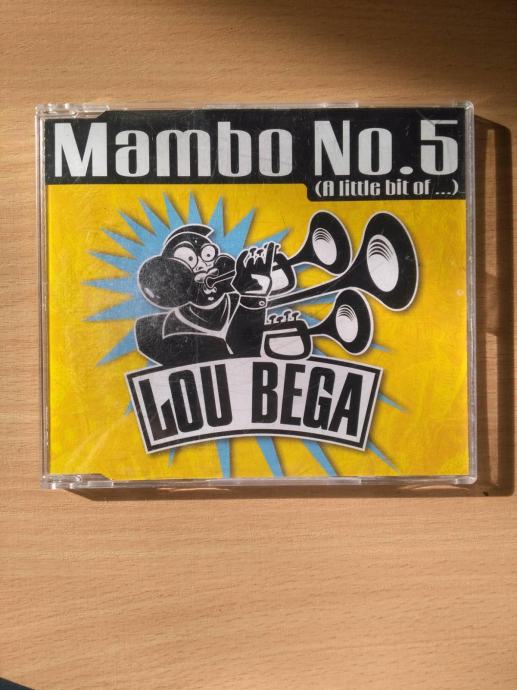 Mambo No.5
(A little bit of ...)
LOU BEGA